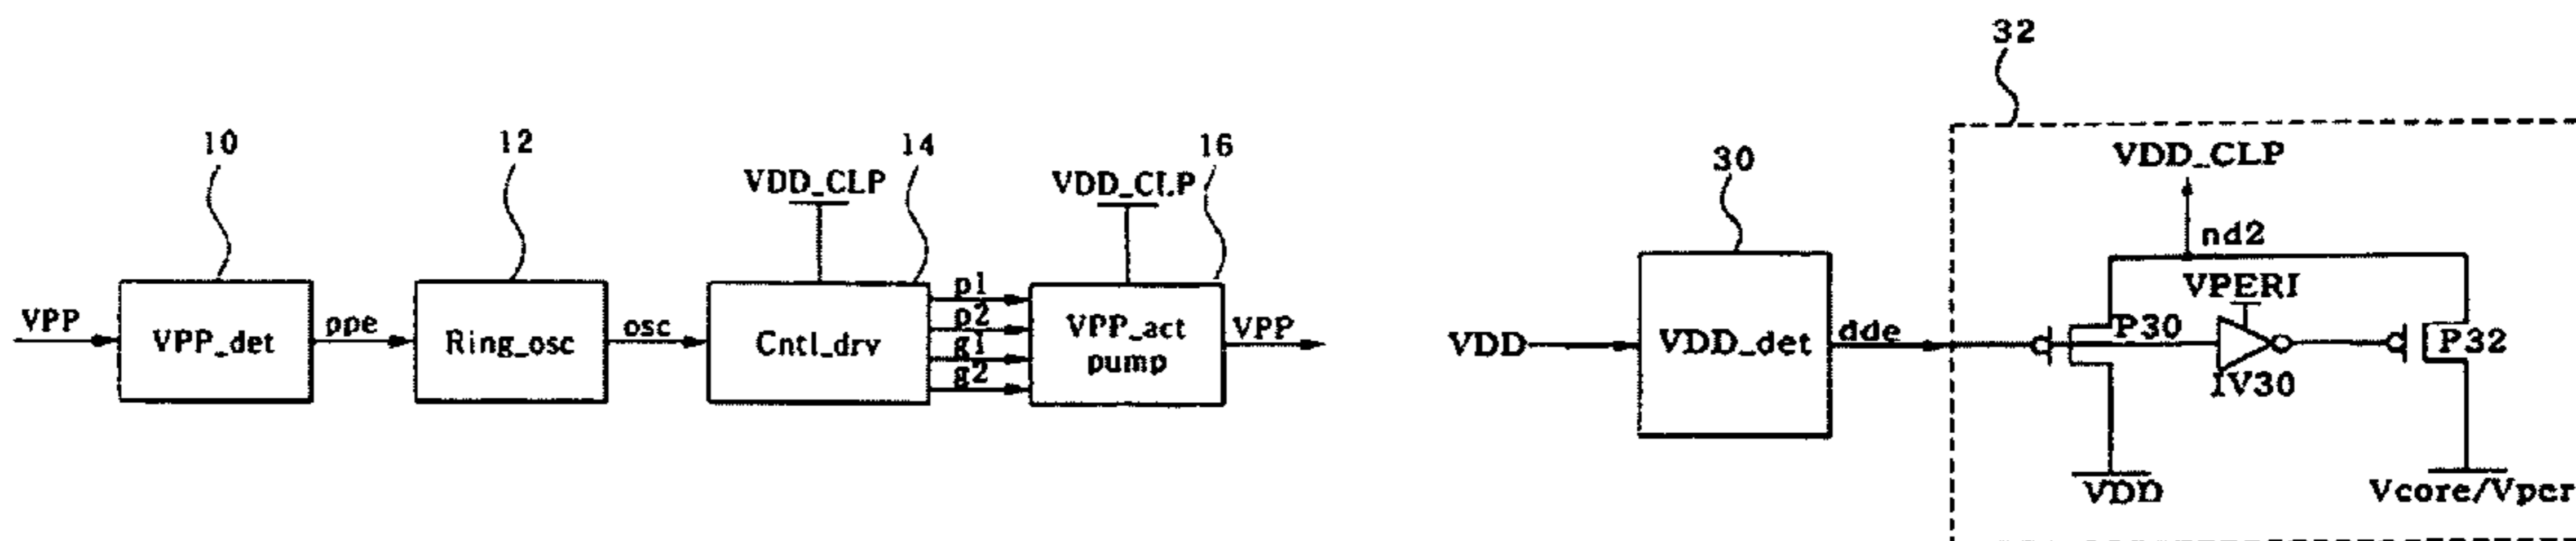 10
12
14
16
VDD_CLP
VDD_CLP
VPP
VPP_det
ppe
Ring_osc
osc
Cntl_drv
p1
p2
g1
g2
VPP_act
pump
VPP
30
32
VDD_CLP
nd2
VPERI
VDD
VDD_det
dde
P30
IV30
P32
VDD
Vcore/Vper